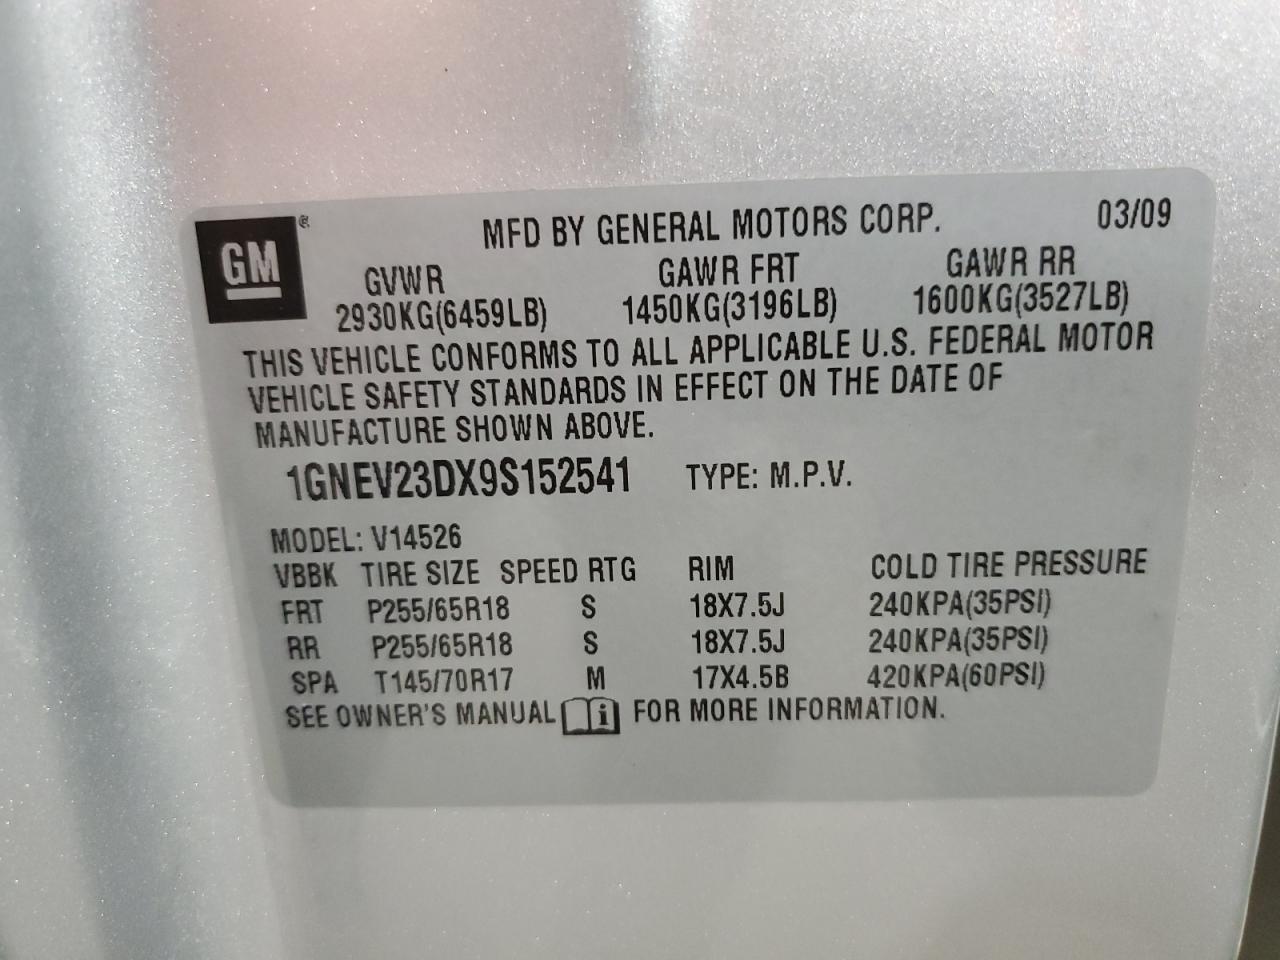 GM®
MFD BY GENERAL MOTORS CORP. 03/09
GVWR GAWR FRT GAWR RR
2930KG(6459LB) 1450KG(3196LB) 1600KG(3527LB)
THIS VEHICLE CONFORMS TO ALL APPLICABLE U.S. FEDERAL MOTOR
VEHICLE SAFETY STANDARDS IN EFFECT ON THE DATE OF
MANUFACTURE SHOWN ABOVE.
1GNEV23DX9S152541 TYPE: M.P.V.
MODEL: V14526
VBBK TIRE SIZE SPEED RTG RIM COLD TIRE PRESSURE
FRT P255/65R18 S 18X7.5J 240KPA(35PSI)
RR P255/65R18 S 18X7.5J 240KPA(35PSI)
SPA T145/70R17 M 17X4.5B 420KPA(60PSI)
SEE OWNER'S MANUAL i FOR MORE INFORMATION.